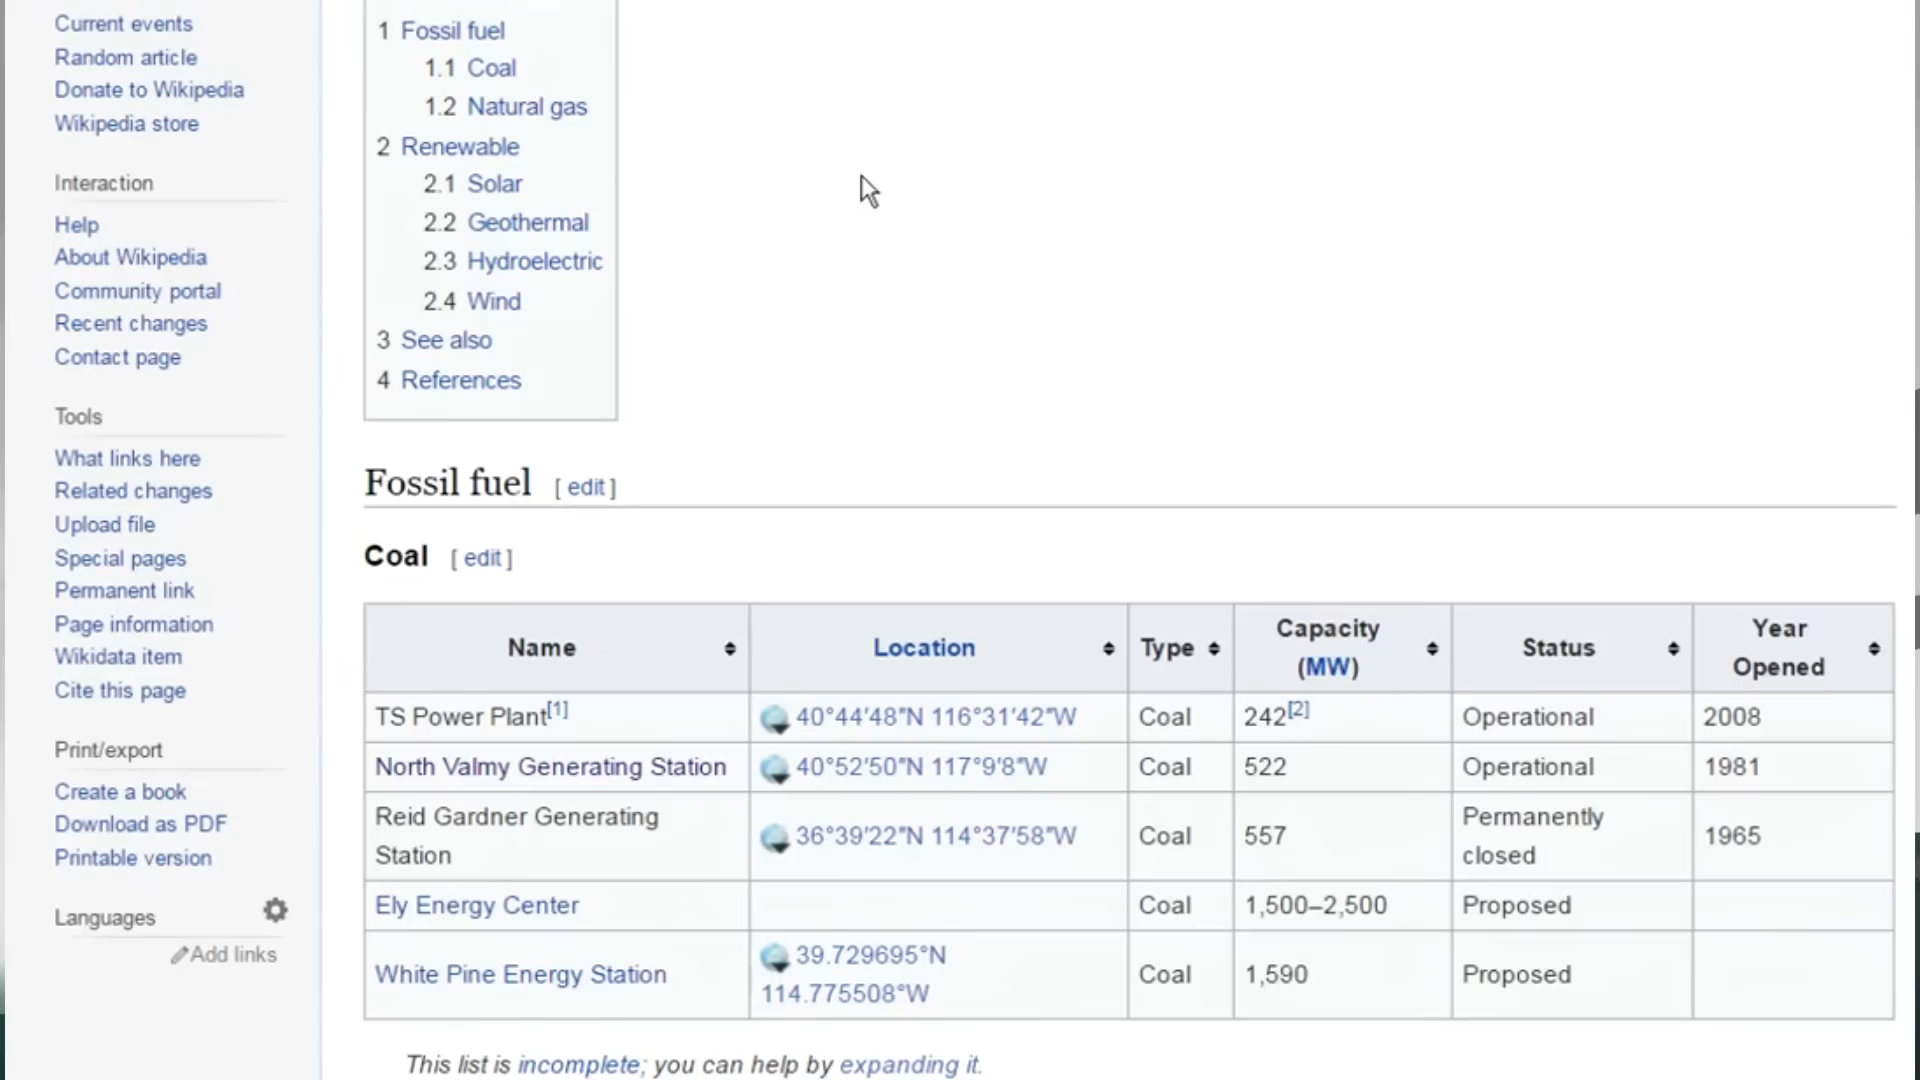 Current events
Random article
Donate to Wikipedia
Wikipedia store
Interaction
Help
About Wikipedia
Community portal
Recent changes
Contact page
Tools
What links here
Related changes
Upload file
Special pages
Permanent link
Page information
Wikidata item
Cite this page
Print/export
Create a book
Download as PDF
Printable version
Languages
Add links
1 Fossil fuel
1.1 Coal
1.2 Natural gas
2 Renewable
2.1 Solar
2.2 Geothermal
2.3 Hydroelectric
2.4 Wind
3 See also
4 References
Fossil fuel [ edit ]
Coal [ edit ]
Name Location Type Capacity (MW) Status Year Opened
TS Power Plant[1] 40°44′48″N 116°31′42″W Coal 242[2] Operational 2008
North Valmy Generating Station 40°52′50″N 117°9′8″W Coal 522 Operational 1981
Reid Gardner Generating Station 36°39′22″N 114°37′58″W Coal 557 Permanently closed 1965
Ely Energy Center Coal 1,500–2,500 Proposed
White Pine Energy Station 39.729695°N 114.775508°W Coal 1,590 Proposed
This list is incomplete; you can help by expanding it.